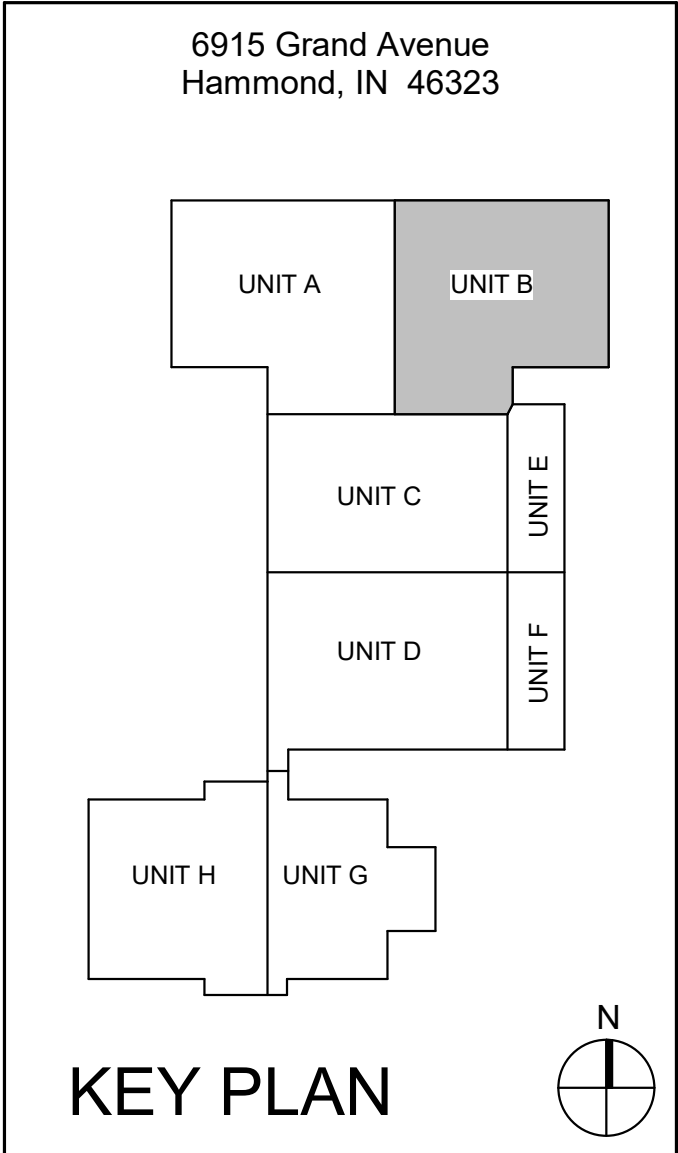 6915 Grand Avenue
Hammond, IN 46323
UNIT A
UNIT B
UNIT C
UNIT E
UNIT D
UNIT F
UNIT H
UNIT G
N
KEY PLAN